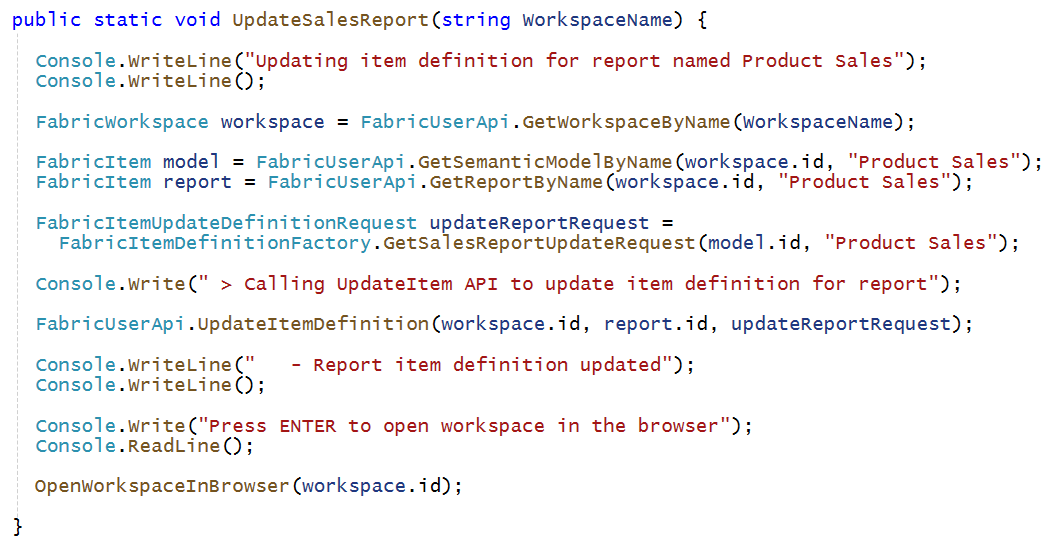 public static void UpdateSalesReport(string WorkspaceName) {
Console.WriteLine("Updating item definition for report named Product Sales");
Console.WriteLine();
FabricWorkspace workspace = FabricUserApi.GetWorkspaceByName(WorkspaceName);
FabricItem model = FabricUserApi.GetSemanticModelByName(workspace.id, "Product Sales");
FabricItem report = FabricUserApi.GetReportByName(workspace.id, "Product Sales");
FabricItemUpdateDefinitionRequest updateReportRequest =
FabricItemDefinitionFactory.GetSalesReportUpdateRequest(model.id, "Product Sales");
Console.Write(" > Calling UpdateItem API to update item definition for report");
FabricUserApi.UpdateItemDefinition(workspace.id, report.id, updateReportRequest);
Console.WriteLine("   - Report item definition updated");
Console.WriteLine();
Console.Write("Press ENTER to open workspace in the browser");
Console.ReadLine();
OpenWorkspaceInBrowser(workspace.id);
}